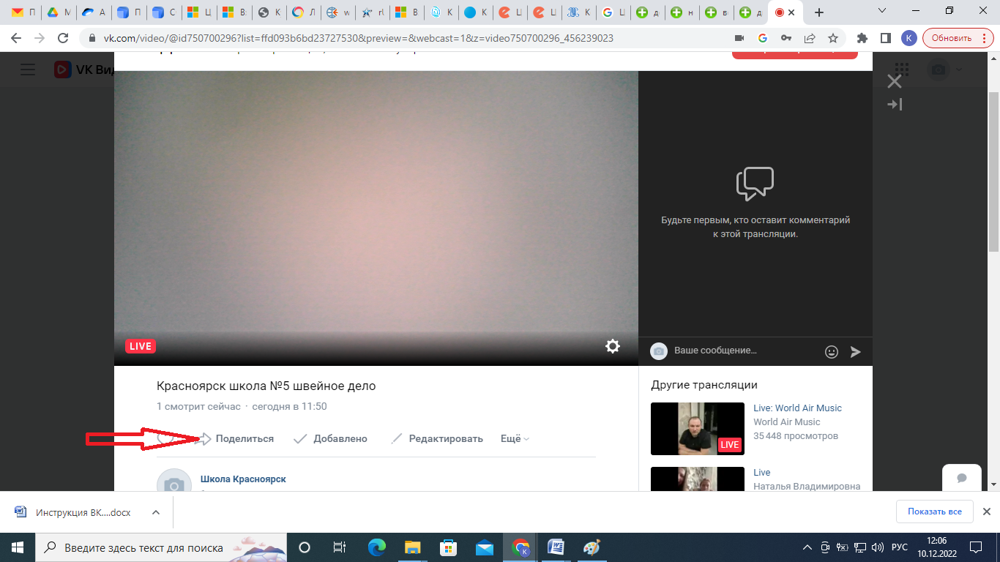 П
М
А
П
С
Ц
В
К
Л
w
rl
В
К
К
Ц
Ц
К
Ц
д
н
в
д
vk.com/video/@id750700296?list=ffd093b6bd23727530&preview=&webcast=1&z=video750700296_456239023
К
Обновить
VK Вид
Будьте первым, кто оставит комментарий
к этой трансляции.
LIVE
Ваше сообщение...
Красноярск школа №5 швейное дело
1 смотрит сейчас · сегодня в 11:50
Поделиться
Добавлено
Редактировать
Ещё
Школа Красноярск
Другие трансляции
Live: World Air Music
World Air Music
35 448 просмотров
LIVE
Live
Наталья Владимировна
Инструкция ВК....docx
Показать все
Введите здесь текст для поиска
РУС
12:06
10.12.2022